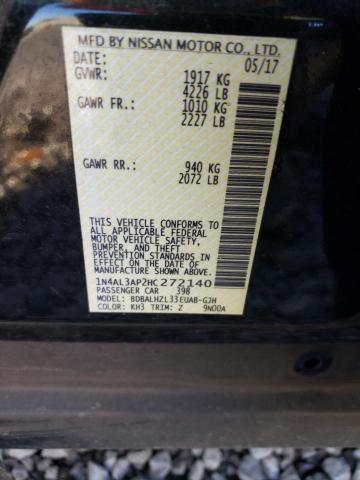 MFD BY NISSAN MOTOR CO., LTD.
DATE: 05/17
GVWR: 1917 KG
4226 LB
GAWR FR.: 1010 KG
2227 LB
GAWR RR.: 940 KG
2072 LB
THIS VEHICLE CONFORMS TO
ALL APPLICABLE FEDERAL
MOTOR VEHICLE SAFETY,
BUMPER, AND THEFT
PREVENTION STANDARDS IN
EFFECT ON THE DATE OF
MANUFACTURE SHOWN ABOVE.
1N4AL3AP2HC272140
PASSENGER CAR 398
MODEL: BDBALHZL33EUAB-GJH
COLOR: KH3 TRIM: Z 9N00A